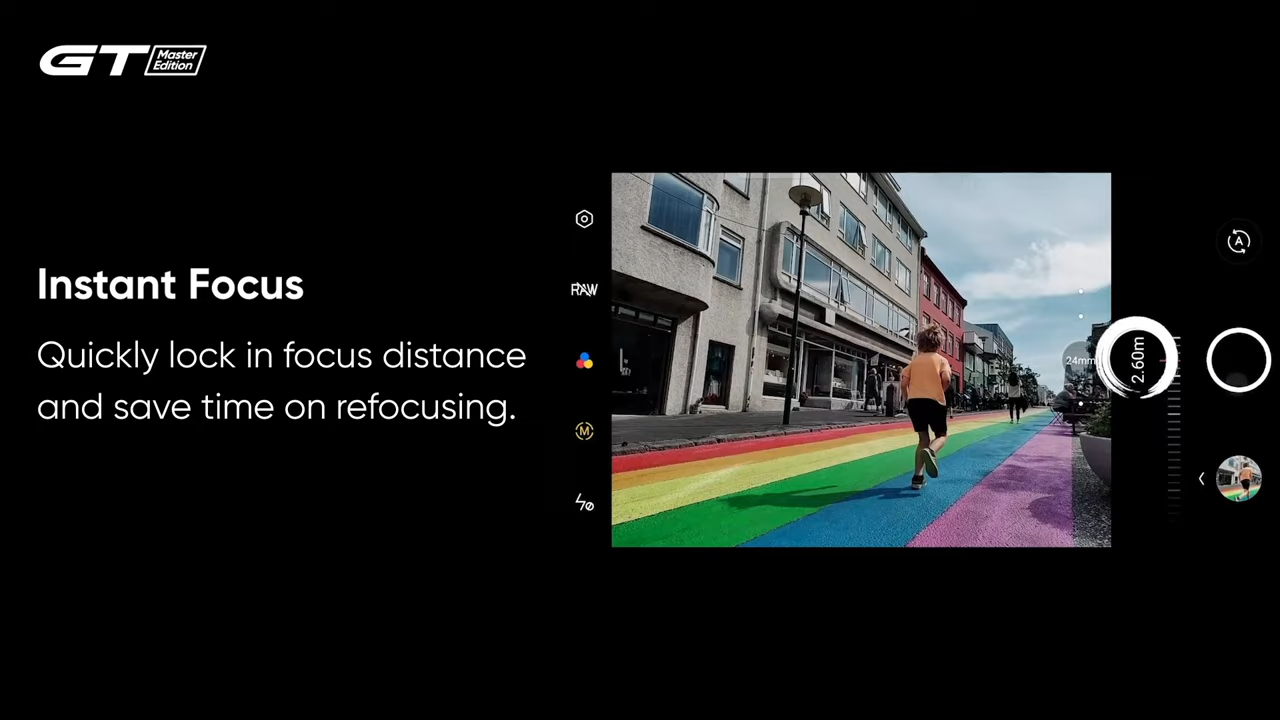 GT Master
Edition
Instant Focus
Quickly lock in focus distance
and save time on refocusing.
RAW
M
24mm
2.60m
A